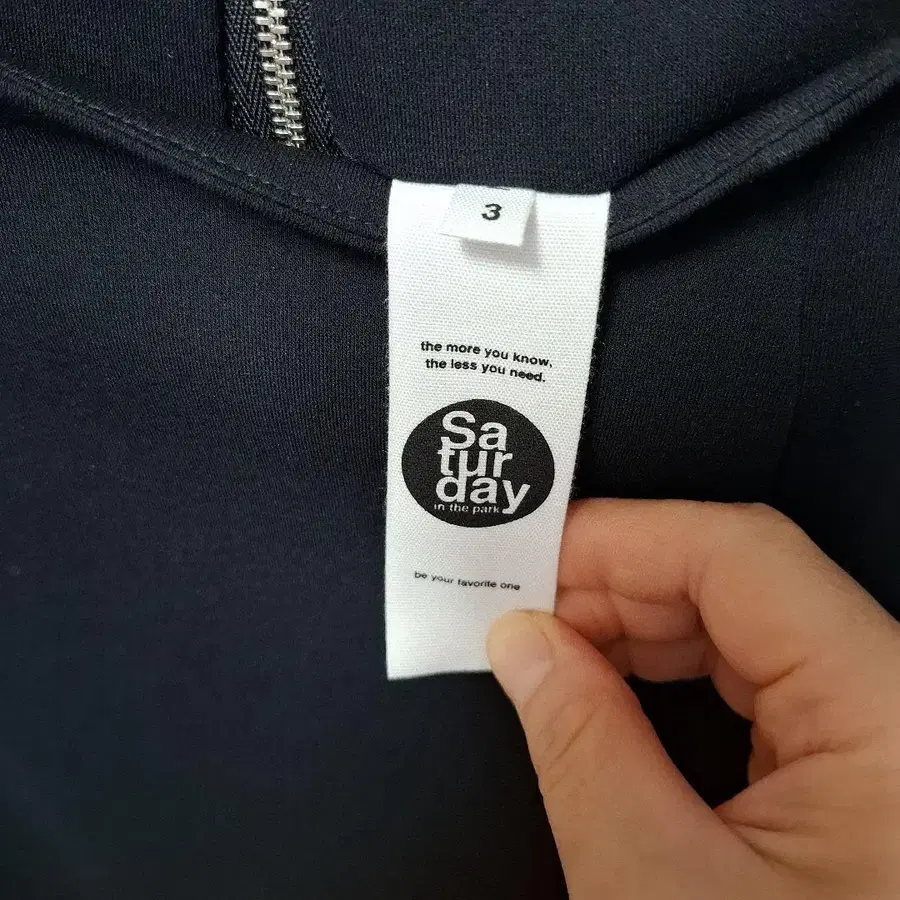 3
the more you know,
the less you need.
Sa
tur
day
in the park
be your favorite one